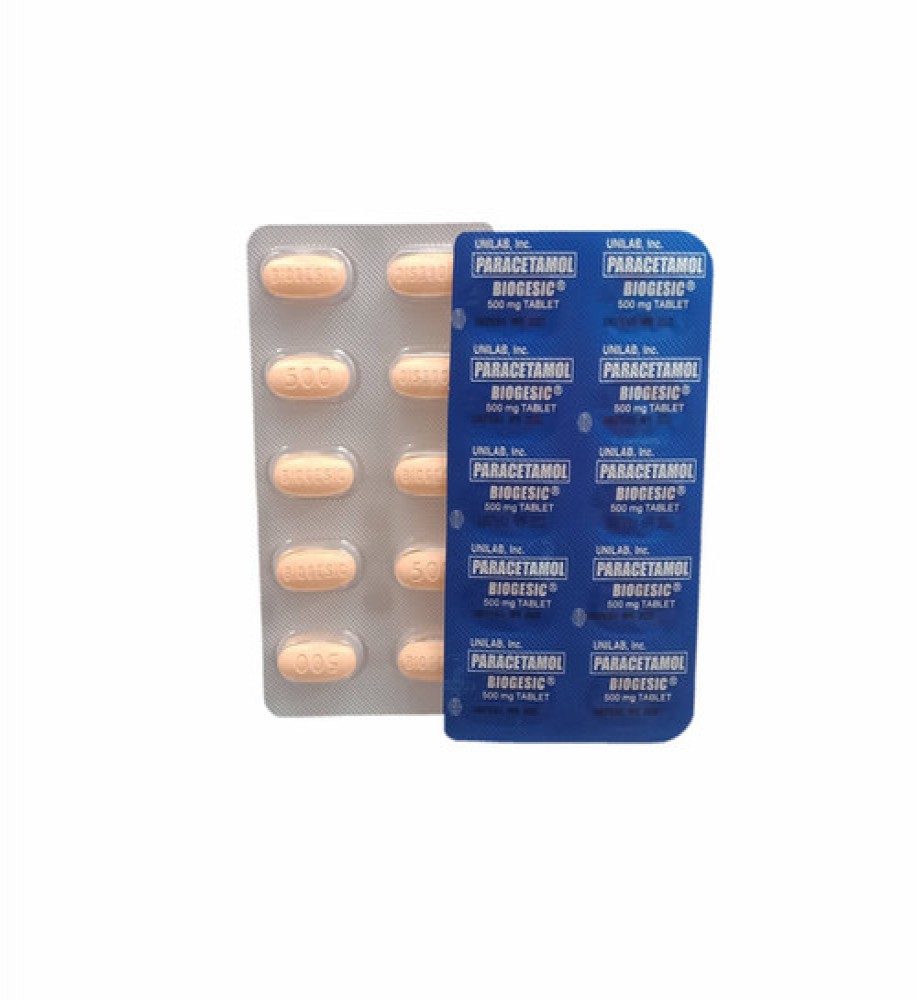 BIOGESIC
500
BIOGESIC
BIOGESIC
500
500
UNILAB, Inc.
PARACETAMOL
BIOGESIC®
500 mg TABLET
UNILAB, Inc.
PARACETAMOL
BIOGESIC®
500 mg TABLET
UNILAB, Inc.
PARACETAMOL
BIOGESIC®
500 mg TABLET
UNILAB, Inc.
PARACETAMOL
BIOGESIC®
500 mg TABLET
UNILAB, Inc.
PARACETAMOL
BIOGESIC®
500 mg TABLET
UNILAB, Inc.
PARACETAMOL
BIOGESIC®
500 mg TABLET
UNILAB, Inc.
PARACETAMOL
BIOGESIC®
500 mg TABLET
UNILAB, Inc.
PARACETAMOL
BIOGESIC®
500 mg TABLET
UNILAB, Inc.
PARACETAMOL
BIOGESIC®
500 mg TABLET
UNILAB, Inc.
PARACETAMOL
BIOGESIC®
500 mg TABLET